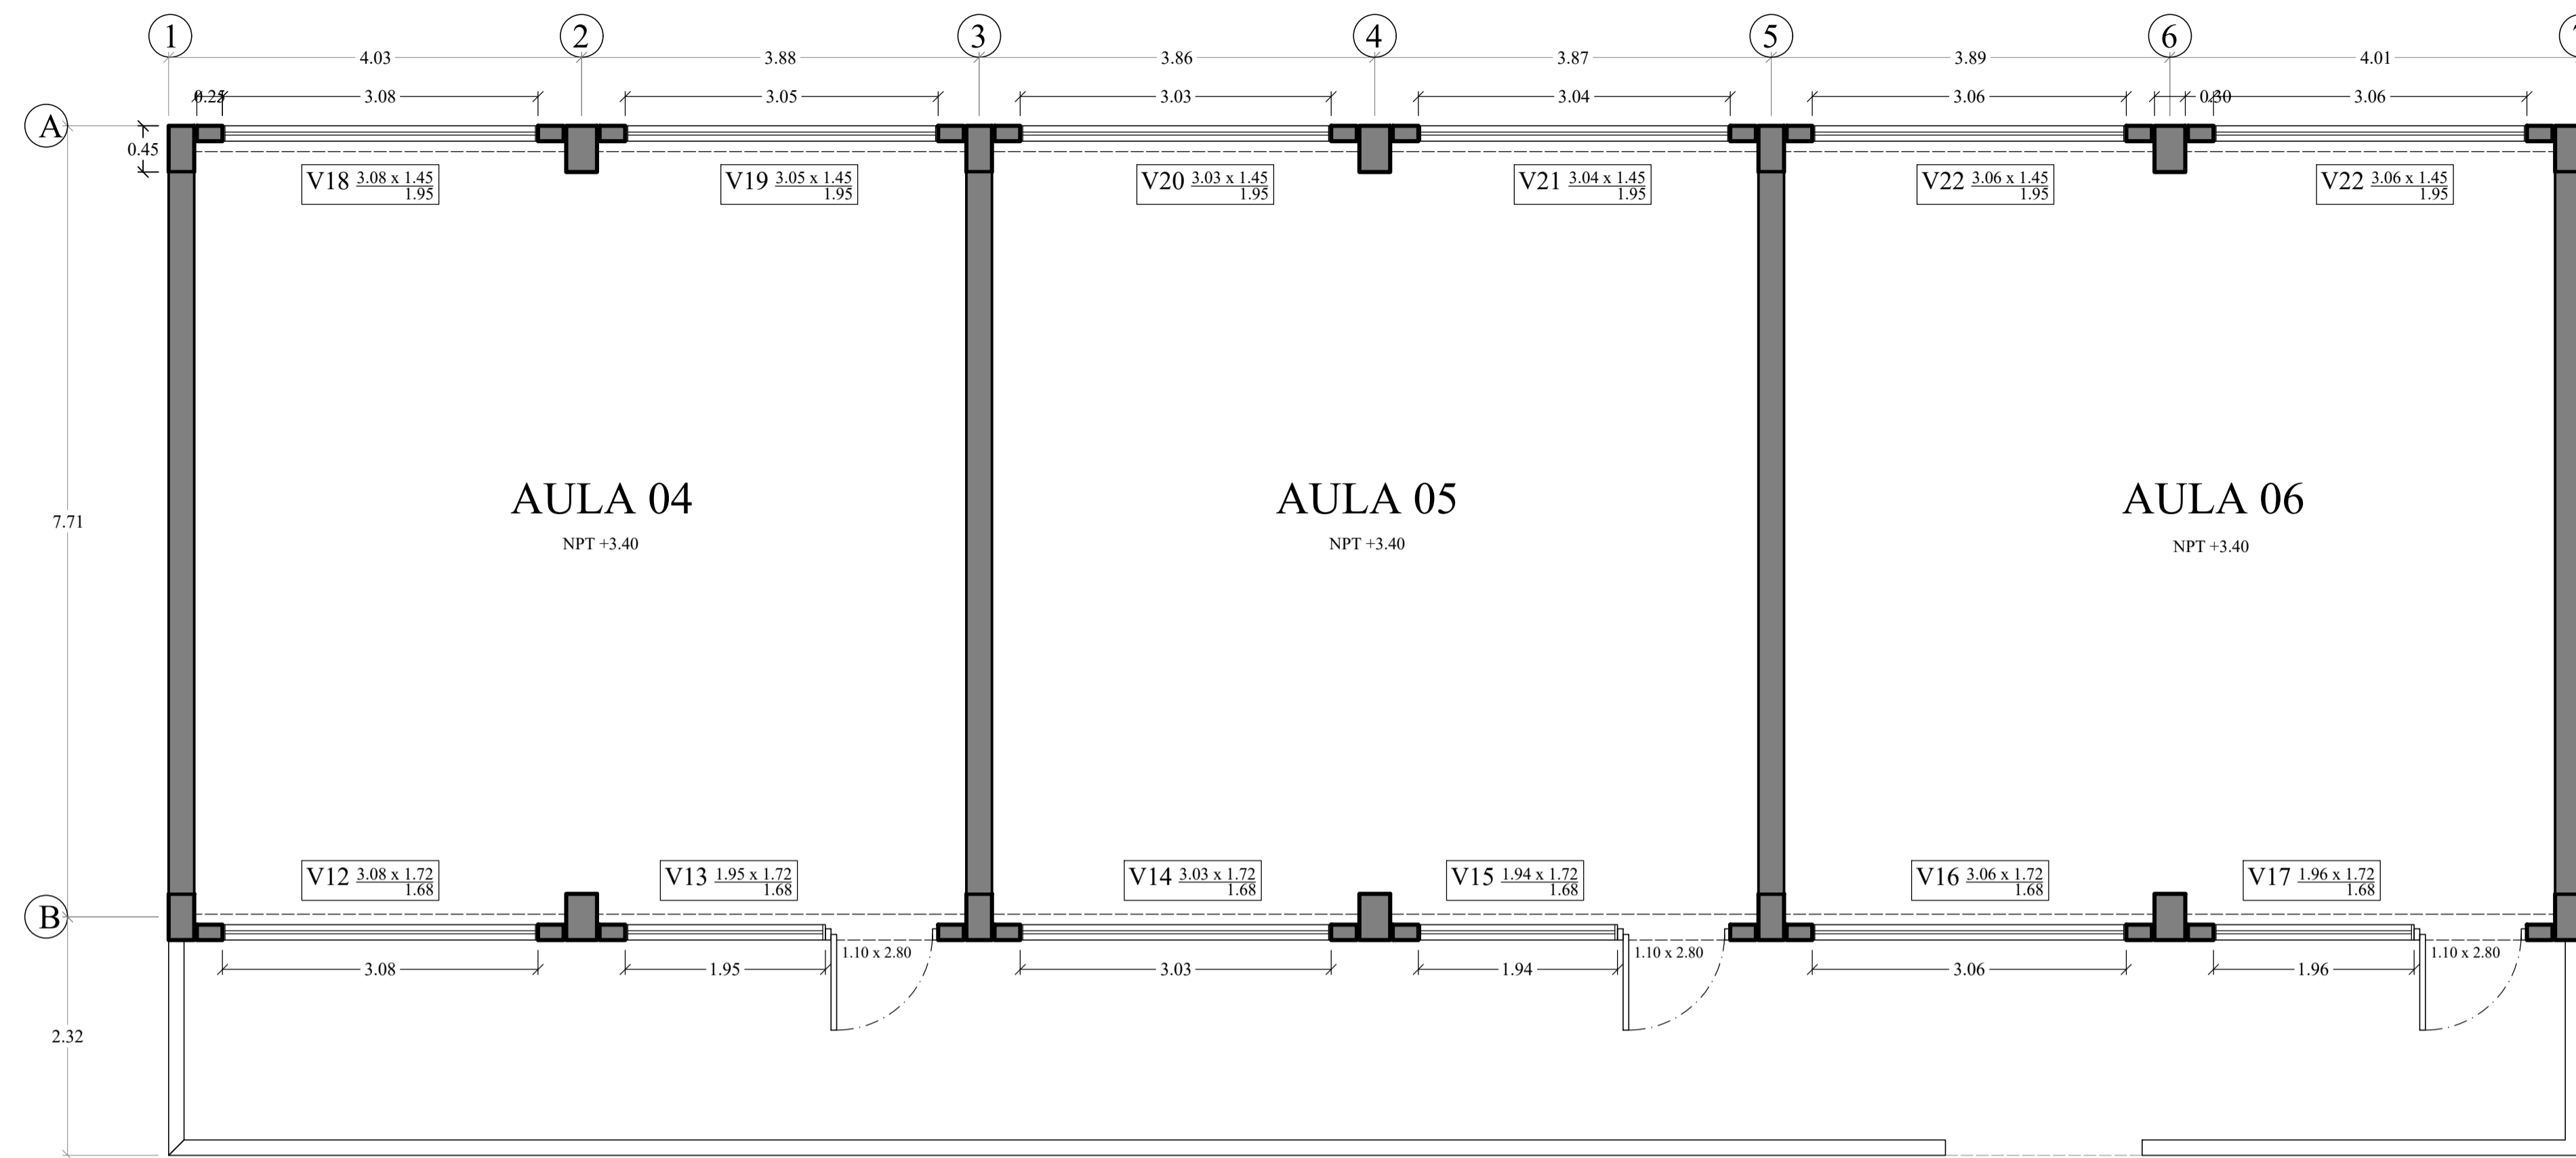 1 2 3 4 5 6
4.03 3.88 3.86 3.87 3.89 4.01
0.25 3.08 3.05 3.03 3.04 3.06 0.30 3.06
A
0.45
V18 3.08 x 1.45 V19 3.05 x 1.45 V20 3.03 x 1.45 V21 3.04 x 1.45 V22 3.06 x 1.45 V22 3.06 x 1.45
1.95 1.95 1.95 1.95 1.95 1.95
AULA 04 AULA 05 AULA 06
7.71
NPT +3.40 NPT +3.40 NPT +3.40
V12 3.08 x 1.72 V13 1.95 x 1.72 V14 3.03 x 1.72 V15 1.94 x 1.72 V16 3.06 x 1.72 V17 1.96 x 1.72
1.68 1.68 1.68 1.68 1.68 1.68
B
1.10 x 2.80 1.10 x 2.80 1.10 x 2.80
3.08 1.95 3.03 1.94 3.06 1.96
2.32